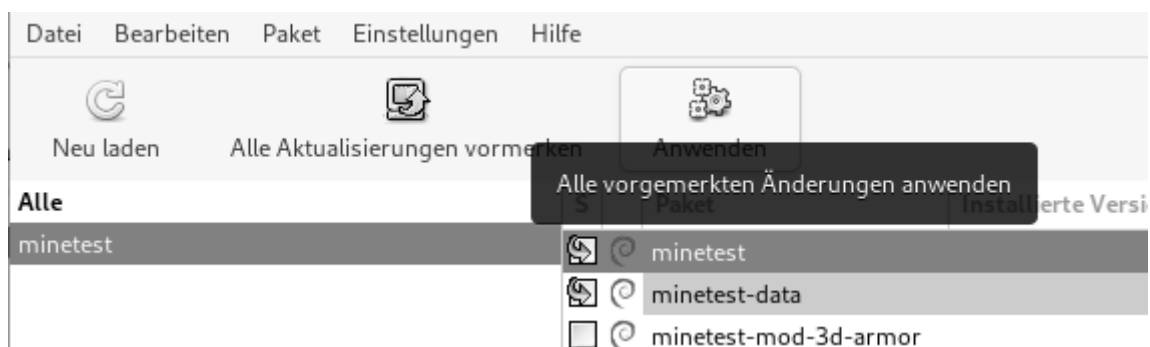 Datei Bearbeiten Paket Einstellungen Hilfe
Neu laden Alle Aktualisierungen vormerken Anwenden
Alle vorgemerkten Änderungen anwenden
Alle S Paket Installierte Versi
minetest minetest
minetest-data
minetest-mod-3d-armor